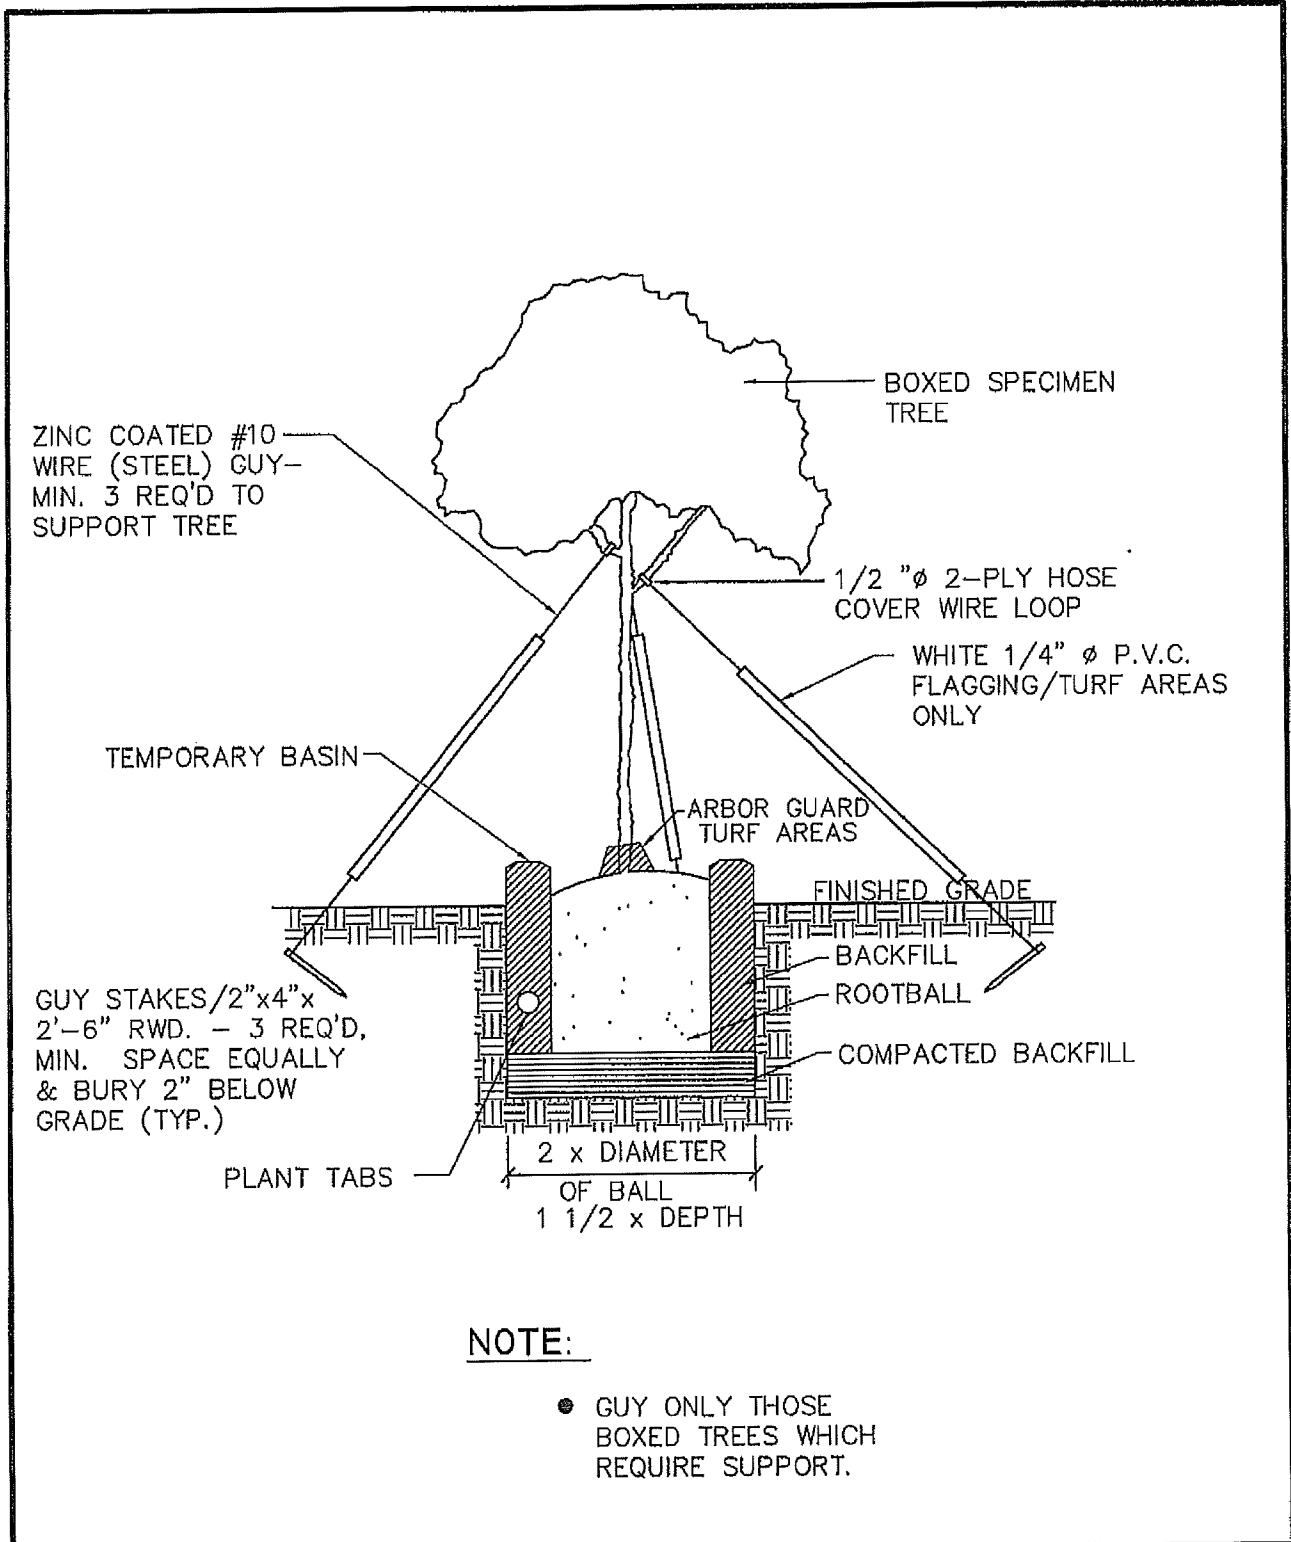 BOXED SPECIMEN
TREE
ZINC COATED #10
WIRE (STEEL) GUY-
MIN. 3 REQ'D TO
SUPPORT TREE
1/2 "ø 2-PLY HOSE
COVER WIRE LOOP
WHITE 1/4" ø P.V.C.
FLAGGING/TURF AREAS
ONLY
TEMPORARY BASIN
ARBOR GUARD
TURF AREAS
FINISHED GRADE
BACKFILL
ROOTBALL
COMPACTED BACKFILL
GUY STAKES/2"x4"x
2'-6" RWD. - 3 REQ'D,
MIN. SPACE EQUALLY
& BURY 2" BELOW
GRADE (TYP.)
PLANT TABS
2 x DIAMETER
OF BALL
1 1/2 x DEPTH
NOTE:
● GUY ONLY THOSE
BOXED TREES WHICH
REQUIRE SUPPORT.